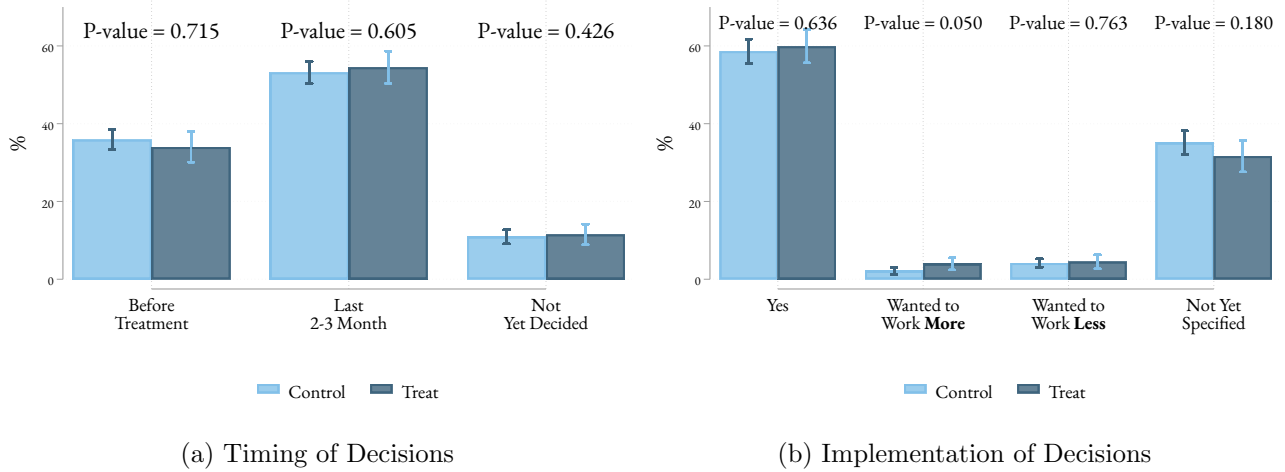 P-value = 0.715
P-value = 0.605
P-value = 0.426
60
40
20
0
%
Before
Treatment
Last
2-3 Month
Not
Yet Decided
Control
Treat
(a) Timing of Decisions
P-value = 0.636
P-value = 0.050
P-value = 0.763
P-value = 0.180
60
40
20
0
%
Yes
Wanted to
Work More
Wanted to
Work Less
Not Yet
Specified
Control
Treat
(b) Implementation of Decisions